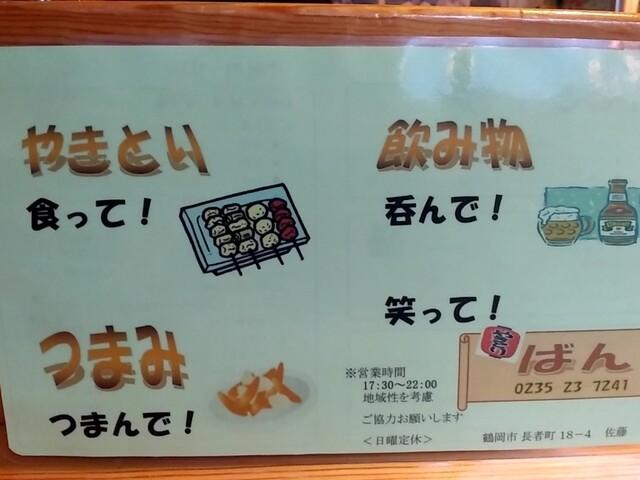 やきとり
食って！
飲み物
呑んで！
つまみ
つまんで！
笑って！
ばん
0235 23 7241
※営業時間
17:30～22:00
地域性を考慮
ご協力お願いします
＜日曜定休＞
鶴岡市 長者町 18－4 佐藤